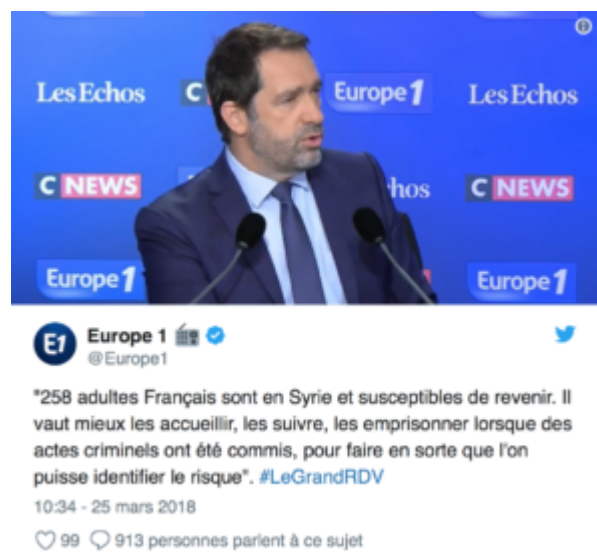 Les Echos C Europe 1 Les Echos
C NEWS hos C NEWS
Europe 1 Europe 1
E1 Europe 1
@Europe1
"258 adultes Français sont en Syrie et susceptibles de revenir. Il
vaut mieux les accueillir, les suivre, les emprisonner lorsque des
actes criminels ont été commis, pour faire en sorte que l'on
puisse identifier le risque". #LeGrandRDV
10:34 - 25 mars 2018
99 913 personnes parlent à ce sujet